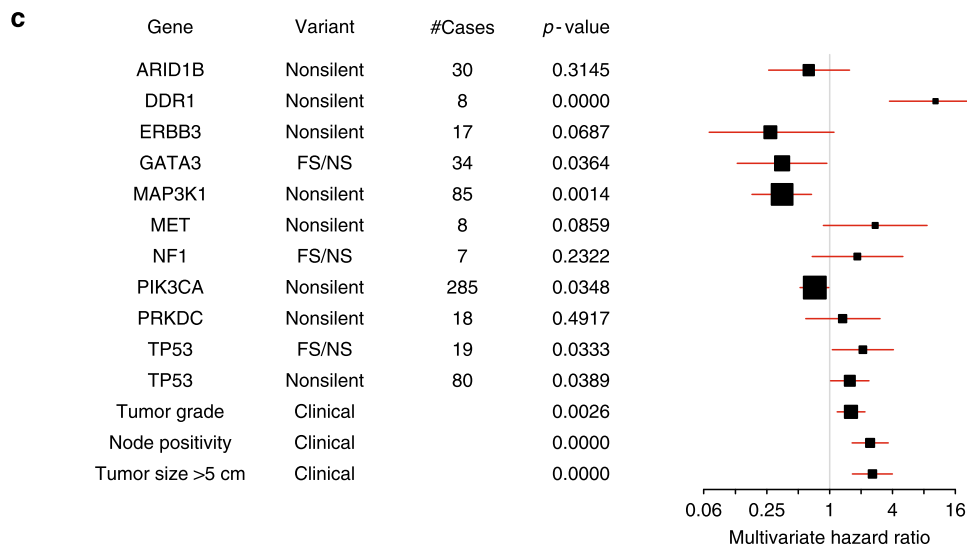 c
Gene Variant #Cases p-value
ARID1B Nonsilent 30 0.3145
DDR1 Nonsilent 8 0.0000
ERBB3 Nonsilent 17 0.0687
GATA3 FS/NS 34 0.0364
MAP3K1 Nonsilent 85 0.0014
MET Nonsilent 8 0.0859
NF1 FS/NS 7 0.2322
PIK3CA Nonsilent 285 0.0348
PRKDC Nonsilent 18 0.4917
TP53 FS/NS 19 0.0333
TP53 Nonsilent 80 0.0389
Tumor grade Clinical 0.0026
Node positivity Clinical 0.0000
Tumor size >5 cm Clinical 0.0000
0.06 0.25 1 4 16
Multivariate hazard ratio